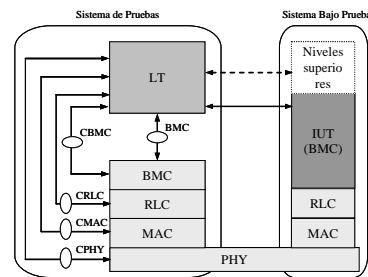 Sistema de Pruebas
Sistema Bajo Prueba
LT
Niveles
superio
res
CBMC
BMC
IUT
(BMC)
BMC
CRLC
RLC
RLC
CMAC
MAC
MAC
CPHY
PHY